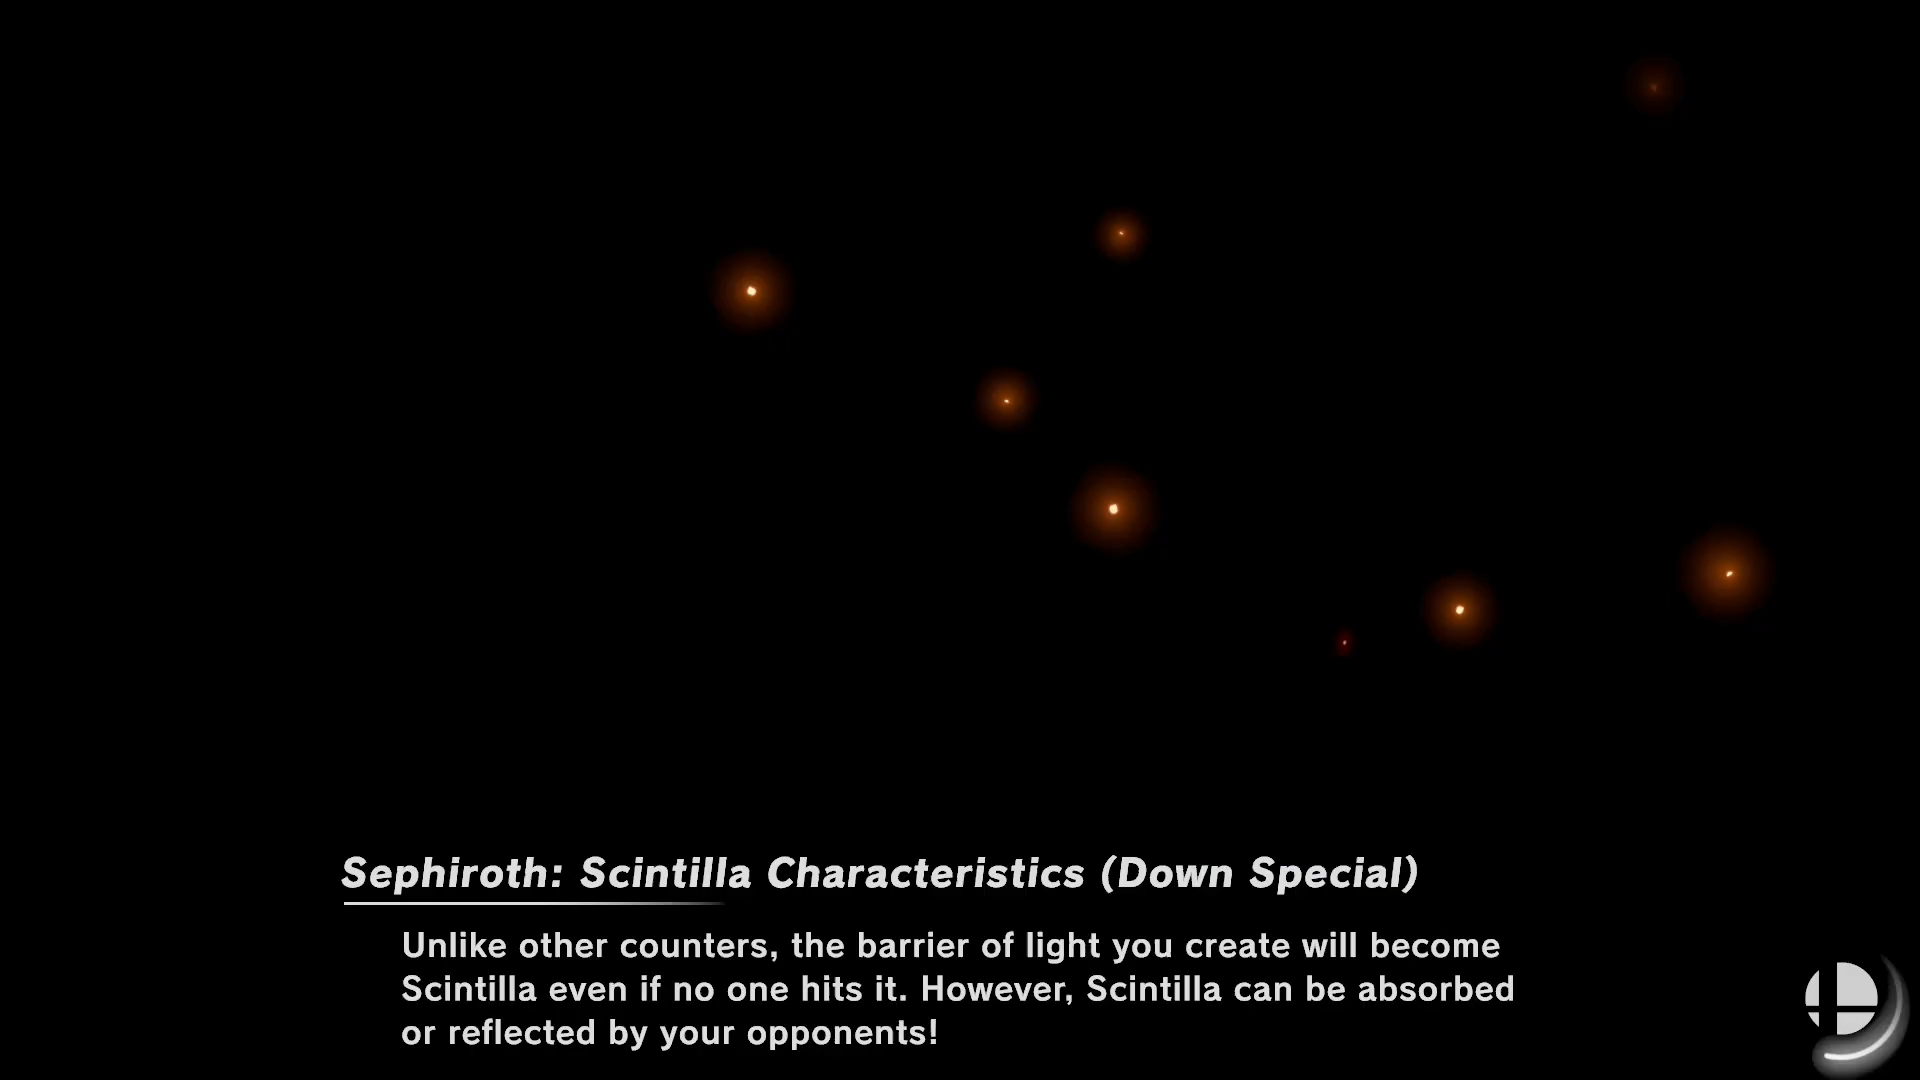 Sephiroth: Scintilla Characteristics (Down Special)
Unlike other counters, the barrier of light you create will become
Scintilla even if no one hits it. However, Scintilla can be absorbed
or reflected by your opponents!